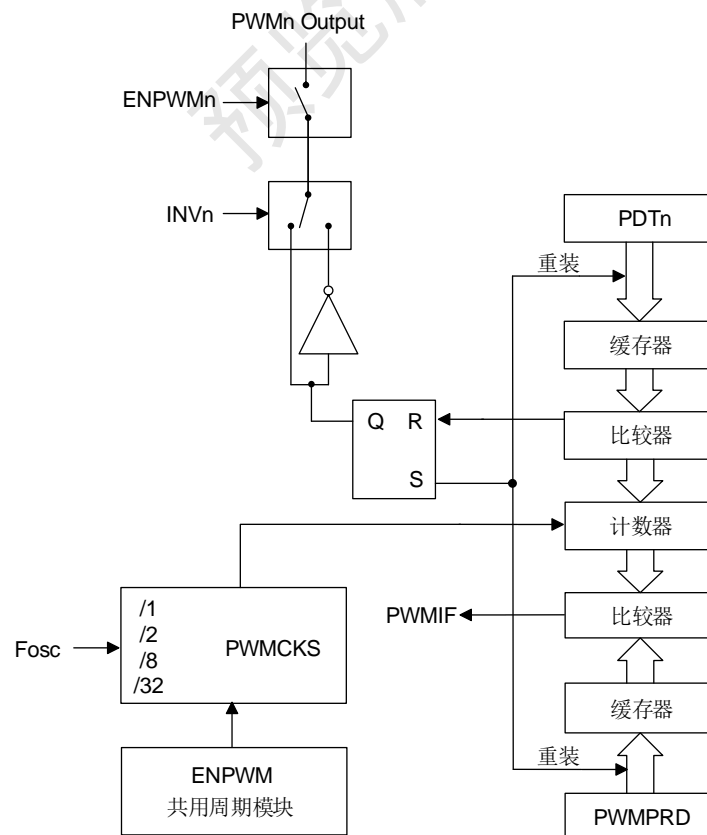 PWMn Output
ENPWMn
INVn
PDTn
重装
缓存器
Q R
比较器
S
计数器
/1
/2
/8
/32
PWMCKS
Fosc
PWMIF
比较器
缓存器
ENPWM
共用周期模块
重装
PWMPRD
预览